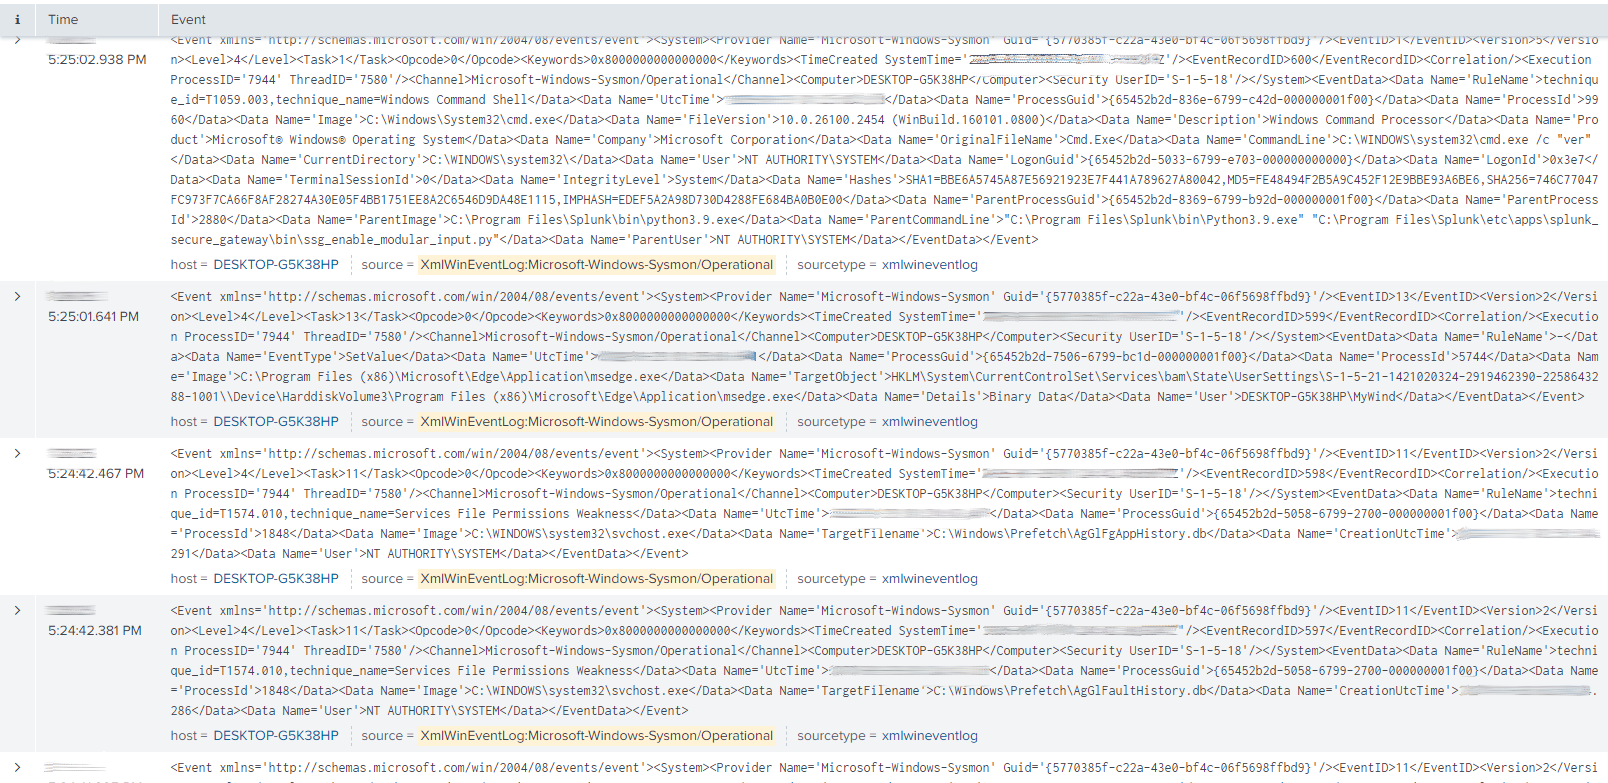 i Time Event
<Event xmlns='http://schemas.microsoft.com/win/2004/08/events/event'><System><Provider Name='Microsoft-Windows-Sysmon' Guid='{5770385f-c22a-43e0-bf4c-06f5698ffbd9}'/><EventID>1</EventID><Version>5</Versio
5:25:02.938 PM n><Level>4</Level><Task>1</Task><Opcode>0</Opcode><Keywords>0x8000000000000000</Keywords><TimeCreated SystemTime='2 Z'/><EventRecordID>600</EventRecordID><Correlation/><Execution
ProcessID='7944' ThreadID='7580'/><Channel>Microsoft-Windows-Sysmon/Operational</Channel><Computer>DESKTOP-G5K38HP</Computer><Security UserID='S-1-5-18'/></System><EventData><Data Name='RuleName'>techniqu
e_id=T1059.003,technique_name=Windows Command Shell</Data><Data Name='UtcTime'> </Data><Data Name='ProcessGuid'>{65452b2d-836e-6799-c42d-000000001f00}</Data><Data Name='ProcessId'>99
60</Data><Data Name='Image'>C:\Windows\System32\cmd.exe</Data><Data Name='FileVersion'>10.0.26100.2454 (WinBuild.160101.0800)</Data><Data Name='Description'>Windows Command Processor</Data><Data Name='Pro
duct'>Microsoft® Windows® Operating System</Data><Data Name='Company'>Microsoft Corporation</Data><Data Name='OriginalFileName'>Cmd.Exe</Data><Data Name='CommandLine'>C:\WINDOWS\system32\cmd.exe /c "ver"
</Data><Data Name='CurrentDirectory'>C:\WINDOWS\system32\</Data><Data Name='User'>NT AUTHORITY\SYSTEM</Data><Data Name='LogonGuid'>{65452b2d-5033-6799-e703-000000000000}</Data><Data Name='LogonId'>0x3e7</
Data><Data Name='TerminalSessionId'>0</Data><Data Name='IntegrityLevel'>System</Data><Data Name='Hashes'>SHA1=BBE6A5745A87E56921923E7F441A789627A80042,MD5=FE48494F2B5A9C452F12E9BBE93A6BE6,SHA256=746C77047
FC973F7CA66F8AF28274A30E05F4BB1751EE8A2C6546D9DA48E1115,IMPHASH=EDEF5A2A98D730D4288FE684BA0B0E00</Data><Data Name='ParentProcessGuid'>{65452b2d-8369-6799-b92d-000000001f00}</Data><Data Name='ParentProcess
Id'>2880</Data><Data Name='ParentImage'>C:\Program Files\Splunk\bin\python3.9.exe</Data><Data Name='ParentCommandLine'>"C:\Program Files\Splunk\bin\Python3.9.exe" "C:\Program Files\Splunk\etc\apps\splunk_
secure_gateway\bin\ssg_enable_modular_input.py"</Data><Data Name='ParentUser'>NT AUTHORITY\SYSTEM</Data></EventData></Event>
host = DESKTOP-G5K38HP source = XmlWinEventLog:Microsoft-Windows-Sysmon/Operational sourcetype = xmlwineventlog
<Event xmlns='http://schemas.microsoft.com/win/2004/08/events/event'><System><Provider Name='Microsoft-Windows-Sysmon' Guid='{5770385f-c22a-43e0-bf4c-06f5698ffbd9}'/><EventID>13</EventID><Version>2</Versi
5:25:01.641 PM on><Level>4</Level><Task>13</Task><Opcode>0</Opcode><Keywords>0x8000000000000000</Keywords><TimeCreated SystemTime=' '/><EventRecordID>599</EventRecordID><Correlation/><Executio
n ProcessID='7944' ThreadID='7580'/><Channel>Microsoft-Windows-Sysmon/Operational</Channel><Computer>DESKTOP-G5K38HP</Computer><Security UserID='S-1-5-18'/></System><EventData><Data Name='RuleName'>-</Dat
a><Data Name='EventType'>SetValue</Data><Data Name='UtcTime'> </Data><Data Name='ProcessGuid'>{65452b2d-7506-6799-bc1d-000000001f00}</Data><Data Name='ProcessId'>5744</Data><Data Nam
e='Image'>C:\Program Files (x86)\Microsoft\Edge\Application\msedge.exe</Data><Data Name='TargetObject'>HKLM\System\CurrentControlSet\Services\bam\State\UserSettings\S-1-5-21-1421020324-2919462390-22586432
88-1001\\Device\HarddiskVolume3\Program Files (x86)\Microsoft\Edge\Application\msedge.exe</Data><Data Name='Details'>Binary Data</Data><Data Name='User'>DESKTOP-G5K38HP\MyWind</Data></EventData></Event>
host = DESKTOP-G5K38HP source = XmlWinEventLog:Microsoft-Windows-Sysmon/Operational sourcetype = xmlwineventlog
<Event xmlns='http://schemas.microsoft.com/win/2004/08/events/event'><System><Provider Name='Microsoft-Windows-Sysmon' Guid='{5770385f-c22a-43e0-bf4c-06f5698ffbd9}'/><EventID>11</EventID><Version>2</Versi
5:24:42.467 PM on><Level>4</Level><Task>11</Task><Opcode>0</Opcode><Keywords>0x8000000000000000</Keywords><TimeCreated SystemTime=' '/><EventRecordID>598</EventRecordID><Correlation/><Executio
n ProcessID='7944' ThreadID='7580'/><Channel>Microsoft-Windows-Sysmon/Operational</Channel><Computer>DESKTOP-G5K38HP</Computer><Security UserID='S-1-5-18'/></System><EventData><Data Name='RuleName'>techni
que_id=T1574.010,technique_name=Services File Permissions Weakness</Data><Data Name='UtcTime'> </Data><Data Name='ProcessGuid'>{65452b2d-5058-6799-2700-000000001f00}</Data><Data Name
='ProcessId'>1848</Data><Data Name='Image'>C:\WINDOWS\system32\svchost.exe</Data><Data Name='TargetFilename'>C:\Windows\Prefetch\AgGlFgAppHistory.db</Data><Data Name='CreationUtcTime'>
291</Data><Data Name='User'>NT AUTHORITY\SYSTEM</Data></EventData></Event>
host = DESKTOP-G5K38HP source = XmlWinEventLog:Microsoft-Windows-Sysmon/Operational sourcetype = xmlwineventlog
<Event xmlns='http://schemas.microsoft.com/win/2004/08/events/event'><System><Provider Name='Microsoft-Windows-Sysmon' Guid='{5770385f-c22a-43e0-bf4c-06f5698ffbd9}'/><EventID>11</EventID><Version>2</Versi
5:24:42.381 PM on><Level>4</Level><Task>11</Task><Opcode>0</Opcode><Keywords>0x8000000000000000</Keywords><TimeCreated SystemTime=' '/><EventRecordID>597</EventRecordID><Correlation/><Executio
n ProcessID='7944' ThreadID='7580'/><Channel>Microsoft-Windows-Sysmon/Operational</Channel><Computer>DESKTOP-G5K38HP</Computer><Security UserID='S-1-5-18'/></System><EventData><Data Name='RuleName'>techni
que_id=T1574.010,technique_name=Services File Permissions Weakness</Data><Data Name='UtcTime'> </Data><Data Name='ProcessGuid'>{65452b2d-5058-6799-2700-000000001f00}</Data><Data Name
='ProcessId'>1848</Data><Data Name='Image'>C:\WINDOWS\system32\svchost.exe</Data><Data Name='TargetFilename'>C:\Windows\Prefetch\AgGlFaultHistory.db</Data><Data Name='CreationUtcTime'> .
286</Data><Data Name='User'>NT AUTHORITY\SYSTEM</Data></EventData></Event>
host = DESKTOP-G5K38HP source = XmlWinEventLog:Microsoft-Windows-Sysmon/Operational sourcetype = xmlwineventlog
<Event xmlns='http://schemas.microsoft.com/win/2004/08/events/event'><System><Provider Name='Microsoft-Windows-Sysmon' Guid='{5770385f-c22a-43e0-bf4c-06f5698ffbd9}'/><EventID>11</EventID><Version>2</Versi